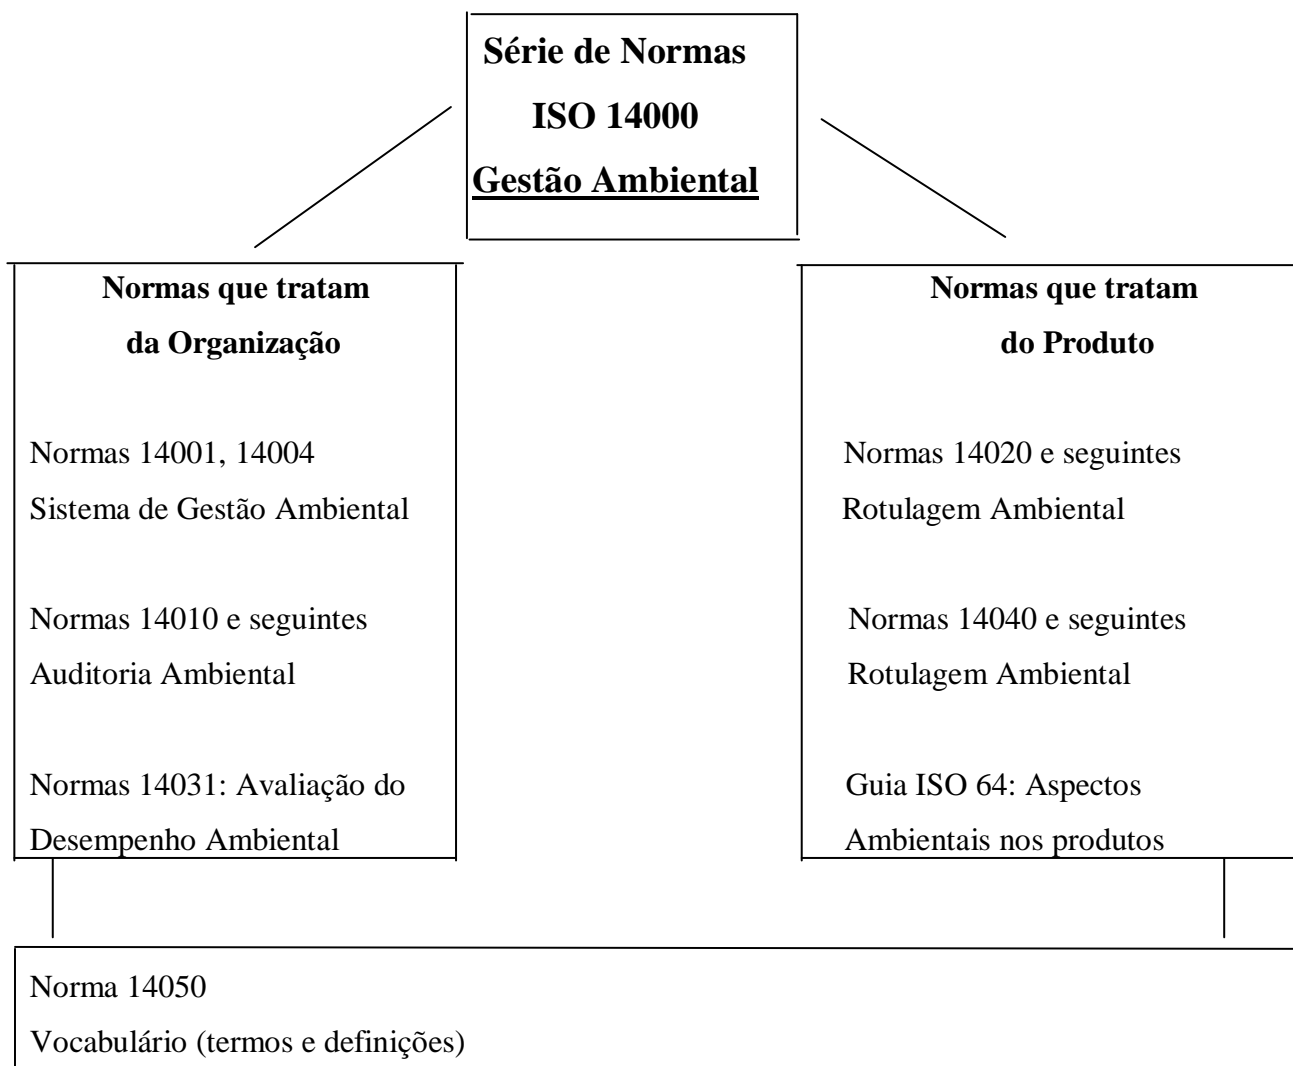 Série de Normas
ISO 14000
Gestão Ambiental
Normas que tratam
da Organização
Normas 14001, 14004
Sistema de Gestão Ambiental
Normas 14010 e seguintes
Auditoria Ambiental
Normas 14031: Avaliação do
Desempenho Ambiental
Normas que tratam
do Produto
Normas 14020 e seguintes
Rotulagem Ambiental
Normas 14040 e seguintes
Rotulagem Ambiental
Guia ISO 64: Aspectos
Ambientais nos produtos
Norma 14050
Vocabulário (termos e definições)